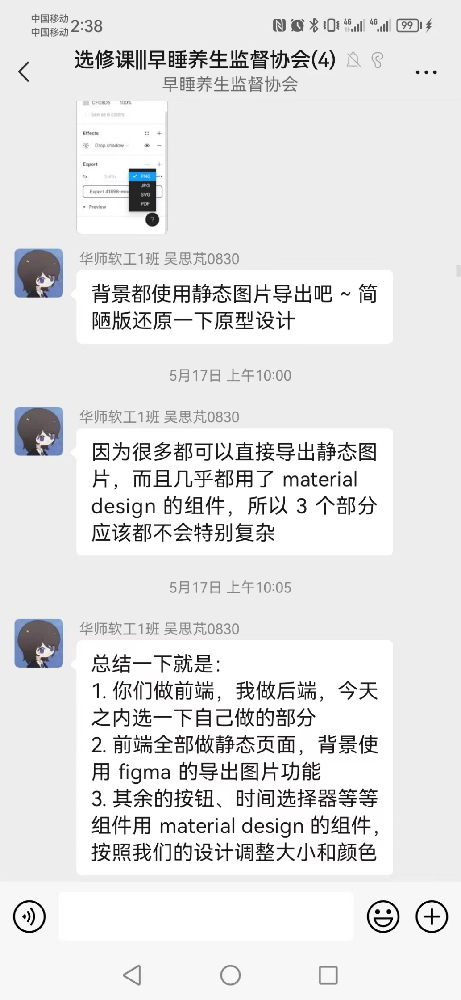 中国移动
中国移动
2:38
4G
4G
99
选修课|||早睡养生监督协会(4)
早睡养生监督协会
CFC8D5 100%
See all 6 colors
Effects
Drop shadow
Export
1x Suffix PNG
JPG
Export 41898-moc
SVG
PDF
Preview
?
华师软工1班 吴思芃0830
背景都使用静态图片导出吧 ~ 简
陋版还原一下原型设计
5月17日 上午10:00
华师软工1班 吴思芃0830
因为很多都可以直接导出静态图
片，而且几乎都用了 material
design 的组件，所以 3 个部分
应该都不会特别复杂
5月17日 上午10:05
华师软工1班 吴思芃0830
总结一下就是：
1. 你们做前端，我做后端，今天
之内选一下自己做的部分
2. 前端全部做静态页面，背景使
用 figma 的导出图片功能
3. 其余的按钮、时间选择器等等
组件用 material design 的组件，
按照我们的设计调整大小和颜色